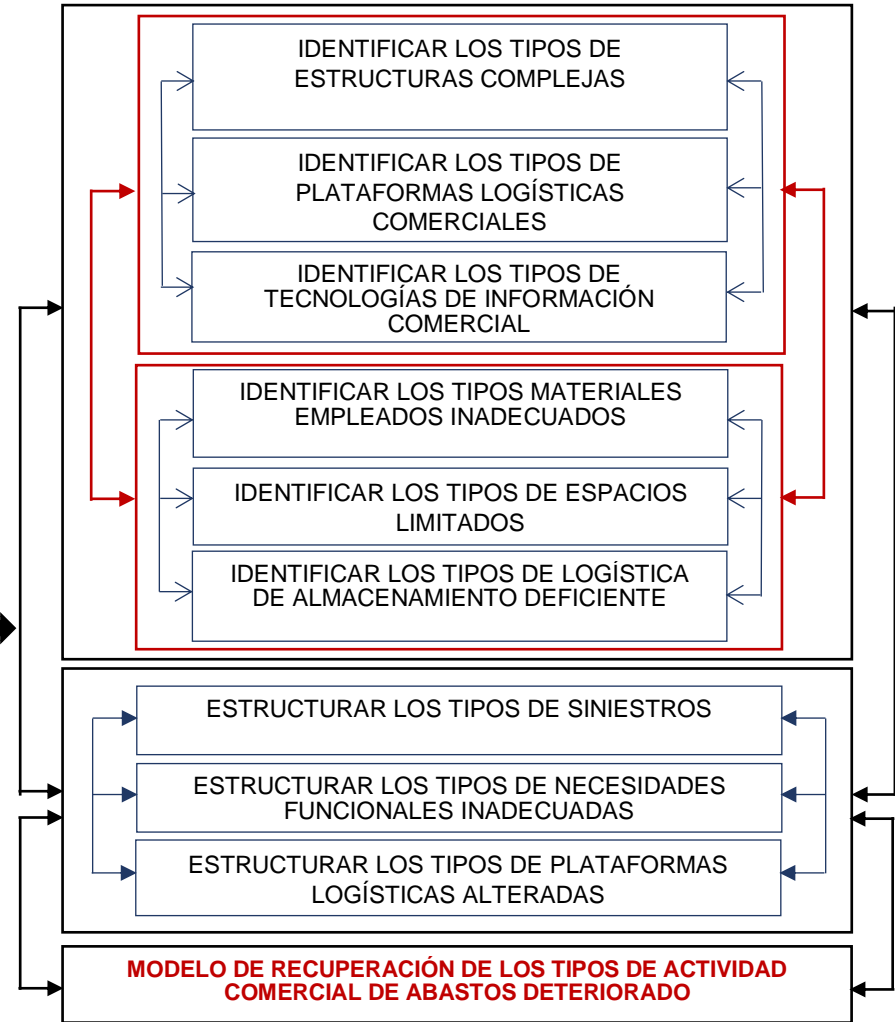 IDENTIFICAR LOS TIPOS DE
ESTRUCTURAS COMPLEJAS
IDENTIFICAR LOS TIPOS DE
PLATAFORMAS LOGÍSTICAS
COMERCIALES
IDENTIFICAR LOS TIPOS DE
TECNOLOGÍAS DE INFORMACIÓN
COMERCIAL
IDENTIFICAR LOS TIPOS MATERIALES
EMPLEADOS INADECUADOS
IDENTIFICAR LOS TIPOS DE ESPACIOS
LIMITADOS
IDENTIFICAR LOS TIPOS DE LOGÍSTICA
DE ALMACENAMIENTO DEFICIENTE
ESTRUCTURAR LOS TIPOS DE SINIESTROS
ESTRUCTURAR LOS TIPOS DE NECESIDADES
FUNCIONALES INADECUADAS
ESTRUCTURAR LOS TIPOS DE PLATAFORMAS
LOGÍSTICAS ALTERADAS
MODELO DE RECUPERACIÓN DE LOS TIPOS DE ACTIVIDAD
COMERCIAL DE ABASTOS DETERIORADO